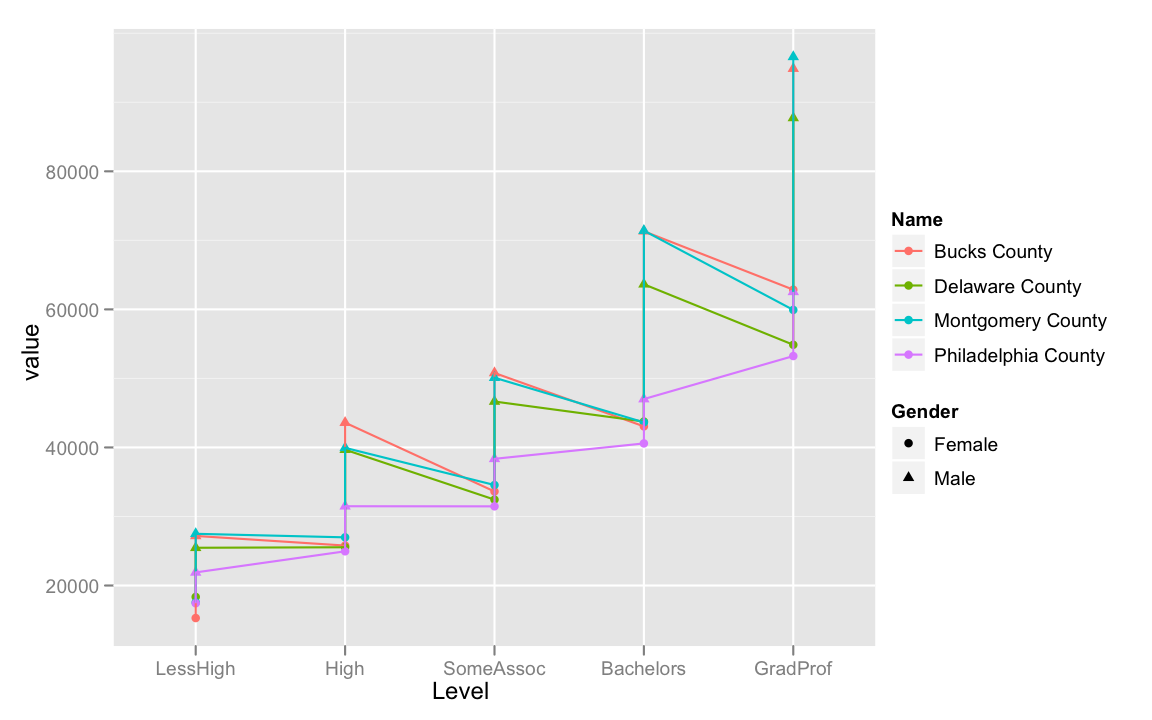 80000
60000
40000
20000
value
LessHigh High SomeAssoc Bachelors GradProf
Level
Name
Bucks County
Delaware County
Montgomery County
Philadelphia County
Gender
Female
Male